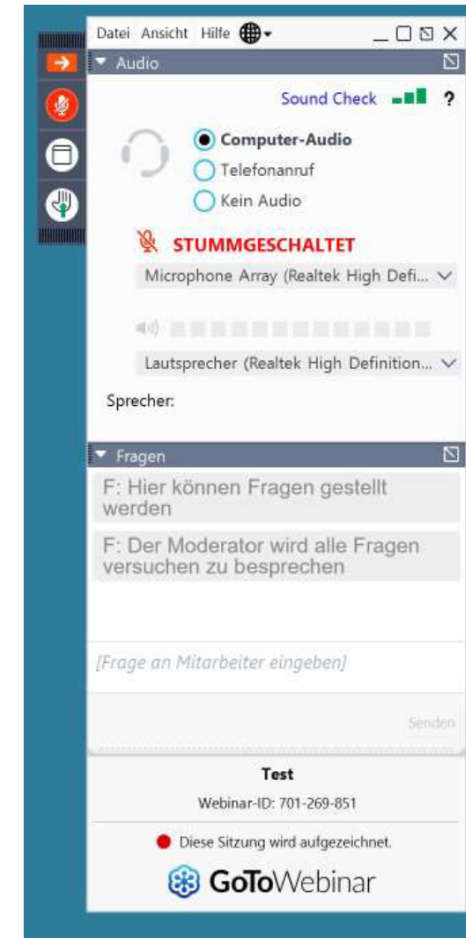 Datei Ansicht Hilfe
Audio
Sound Check ?
Computer-Audio
Telefonanruf
Kein Audio
STUMMGESCHALTET
Microphone Array (Realtek High Defi...
Lautsprecher (Realtek High Definition...
Sprecher:
Fragen
F: Hier können Fragen gestellt
werden
F: Der Moderator wird alle Fragen
versuchen zu besprechen
[Frage an Mitarbeiter eingeben]
Senden
Test
Webinar-ID: 701-269-851
Diese Sitzung wird aufgezeichnet.
GoToWebinar